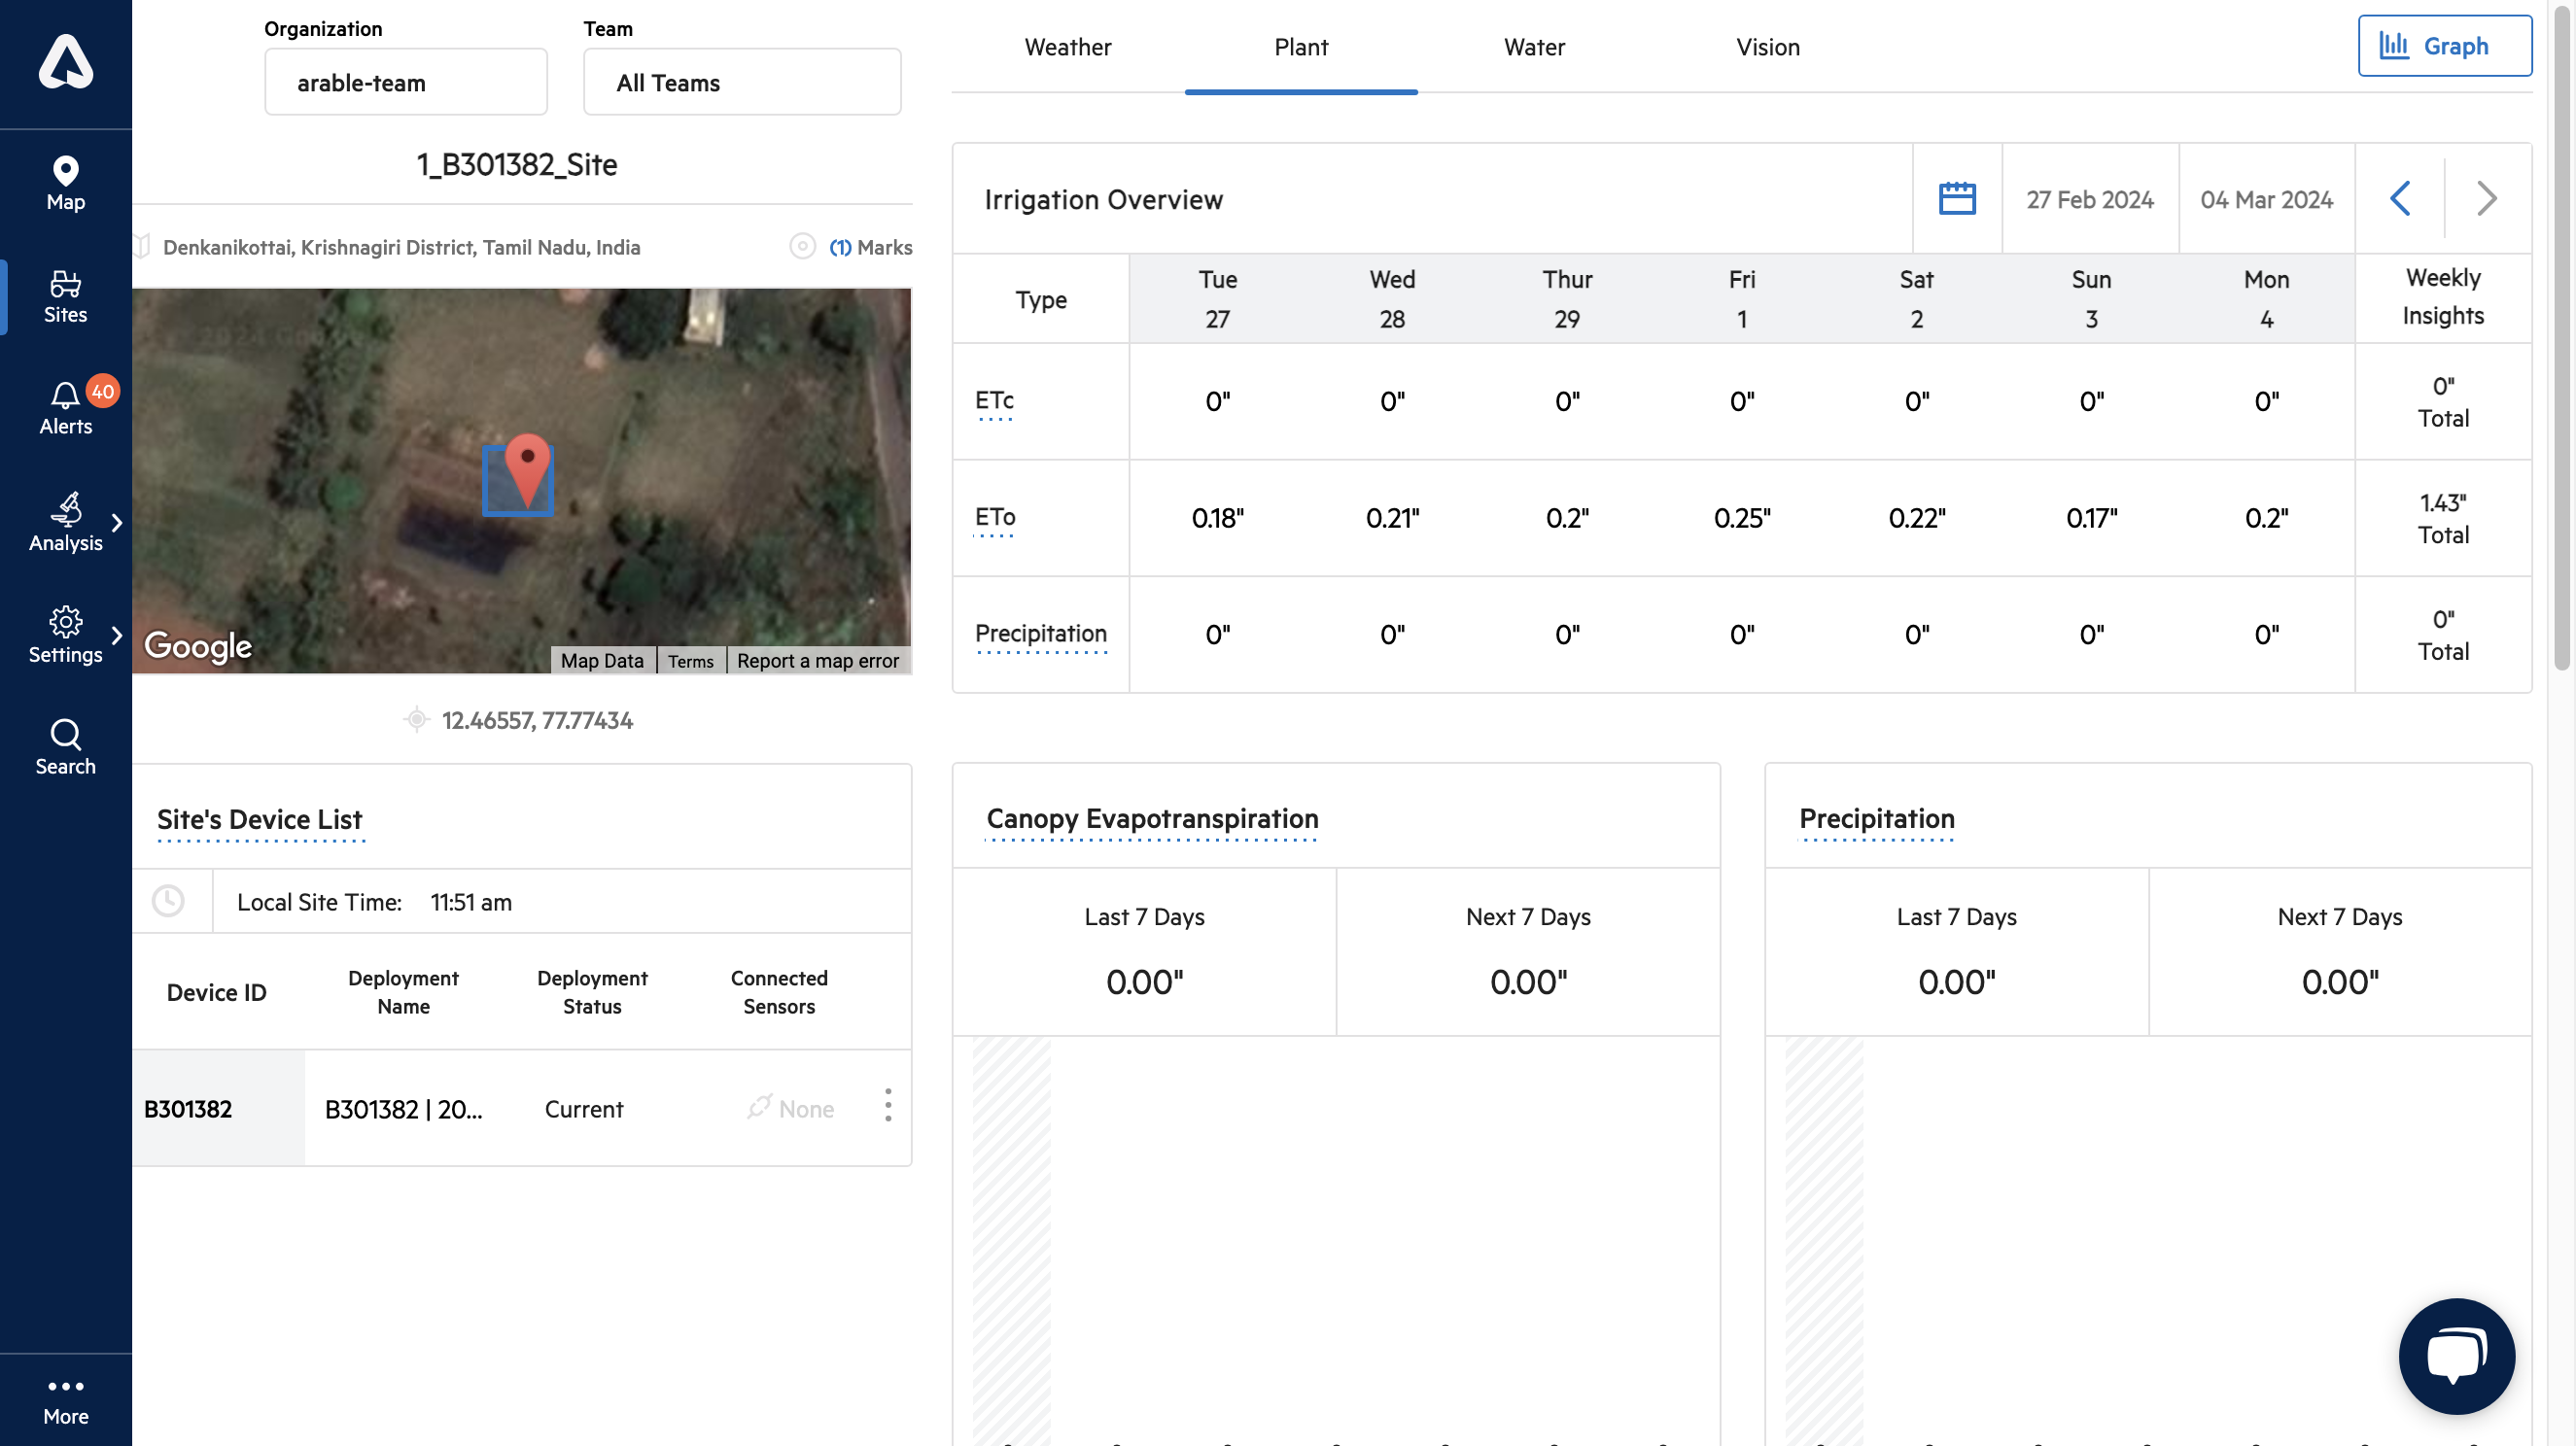 Organization
Team
arable-team
All Teams
1_B301382_Site
Denkanikottai, Krishnagiri District, Tamil Nadu, India
(1) Marks
Google
Map Data
Terms
Report a map error
12.46557, 77.77434
Site's Device List
Local Site Time: 11:51 am
Device ID
Deployment Name
Deployment Status
Connected Sensors
B301382
B301382 | 20...
Current
None
Map
Sites
40
Alerts
Analysis
Settings
Search
More
Weather
Plant
Water
Vision
Graph
Irrigation Overview
27 Feb 2024
04 Mar 2024
Type
Tue 27
Wed 28
Thur 29
Fri 1
Sat 2
Sun 3
Mon 4
Weekly Insights
ETc 0" 0" 0" 0" 0" 0" 0" 0" Total
ETo 0.18" 0.21" 0.2" 0.25" 0.22" 0.17" 0.2" 1.43" Total
Precipitation 0" 0" 0" 0" 0" 0" 0" 0" Total
Canopy Evapotranspiration
Last 7 Days
0.00"
Next 7 Days
0.00"
Precipitation
Last 7 Days
0.00"
Next 7 Days
0.00"